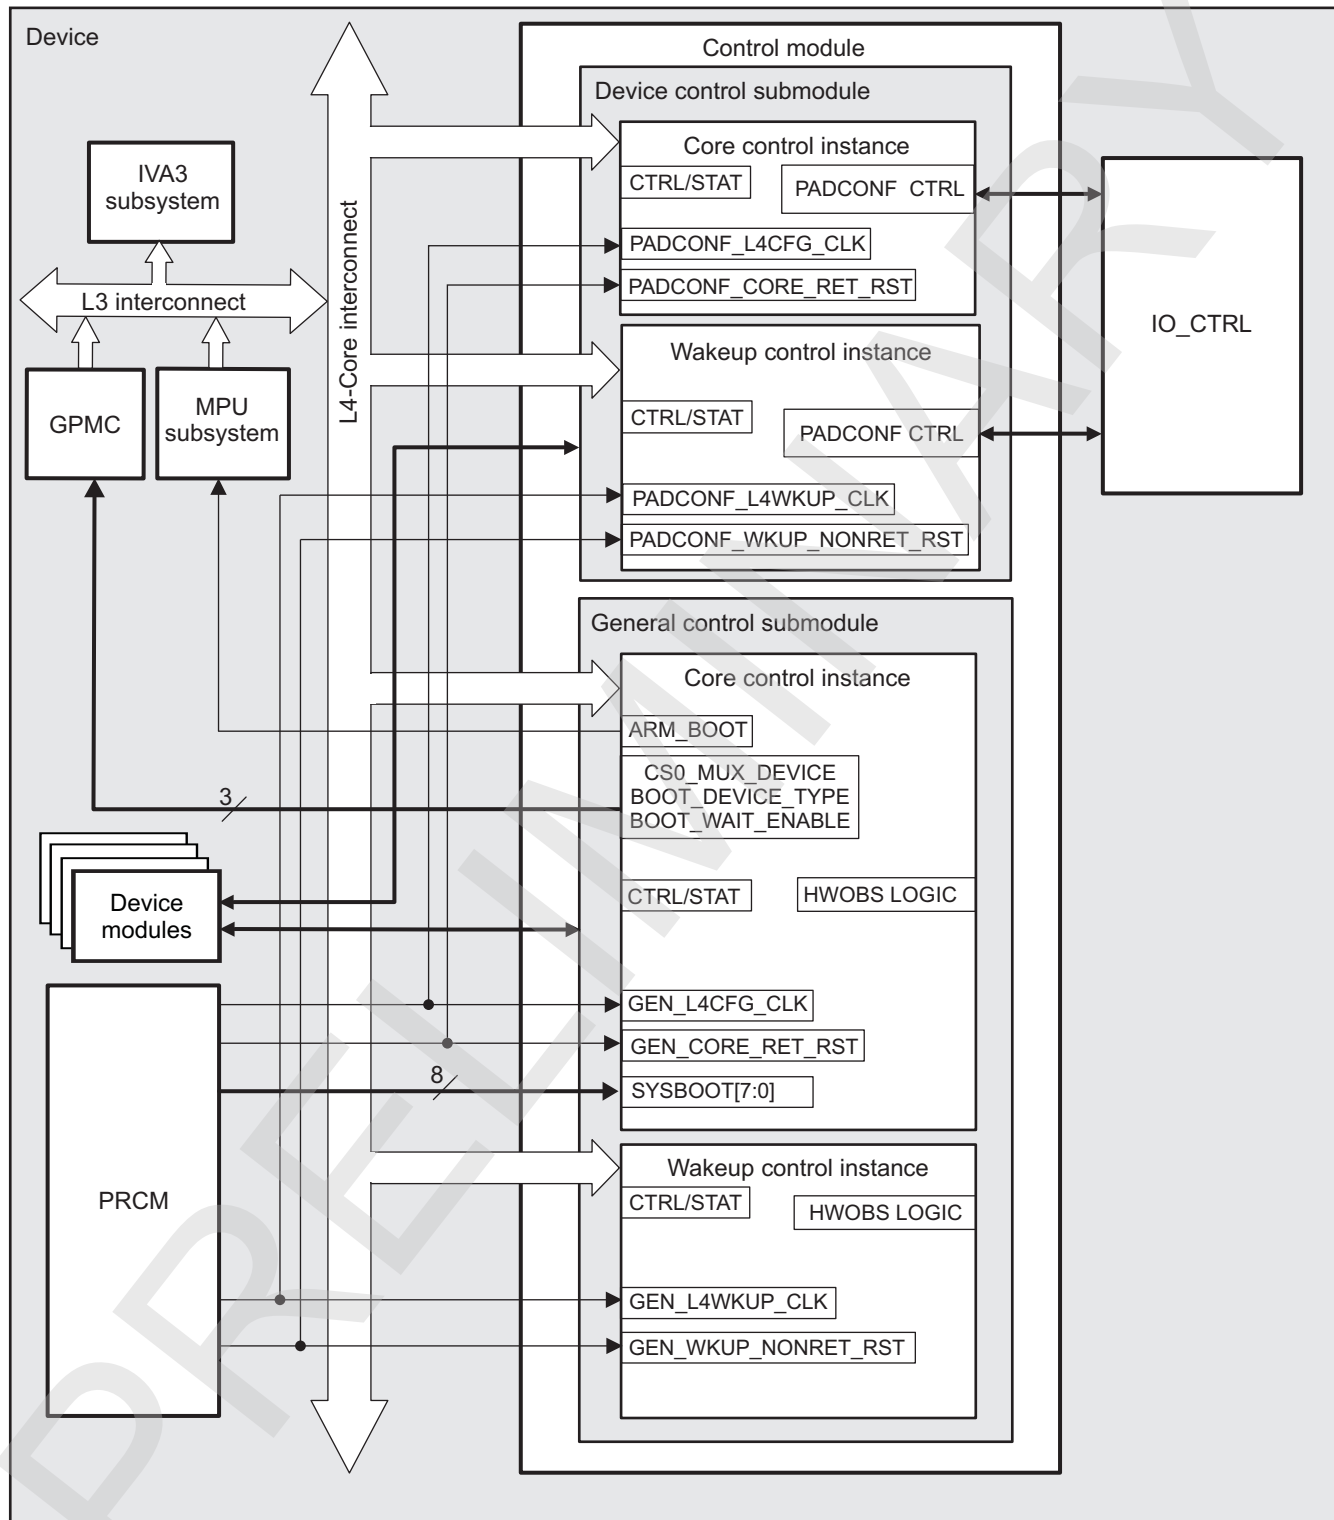 Device
Control module
Device control submodule
Core control instance
CTRL/STAT
PADCONF CTRL
PADCONF_L4CFG_CLK
PADCONF_CORE_RET_RST
IVA3
subsystem
L3 interconnect
L4-Core interconnect
GPMC
MPU
subsystem
IO_CTRL
Wakeup control instance
CTRL/STAT
PADCONF CTRL
PADCONF_L4WKUP_CLK
PADCONF_WKUP_NONRET_RST
General control submodule
Core control instance
ARM_BOOT
CS0_MUX_DEVICE
BOOT_DEVICE_TYPE
BOOT_WAIT_ENABLE
3
CTRL/STAT
HWOBS LOGIC
Device
modules
GEN_L4CFG_CLK
GEN_CORE_RET_RST
8
SYSBOOT[7:0]
PRCM
Wakeup control instance
CTRL/STAT
HWOBS LOGIC
GEN_L4WKUP_CLK
GEN_WKUP_NONRET_RST
PRELIMINARY